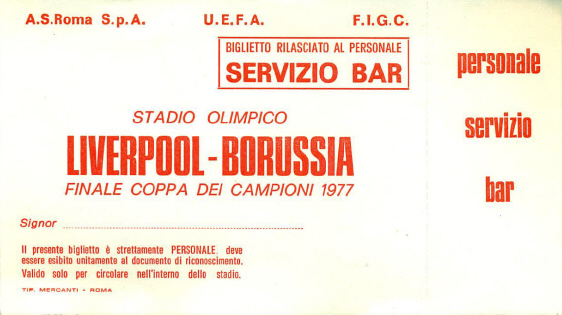 A.S.Roma S.p.A. U.E.F.A. F.I.G.C.
BIGLIETTO RILASCIATO AL PERSONALE
SERVIZIO BAR
STADIO OLIMPICO
LIVERPOOL-BORUSSIA
FINALE COPPA DEI CAMPIONI 1977
Signor
Il presente biglietto è strettamente PERSONALE, deve
essere esibito unitamente al documento di riconoscimento.
Valido solo per circolare nell'interno dello stadio.
TIP. MERCANTI - ROMA
personale
servizio
bar